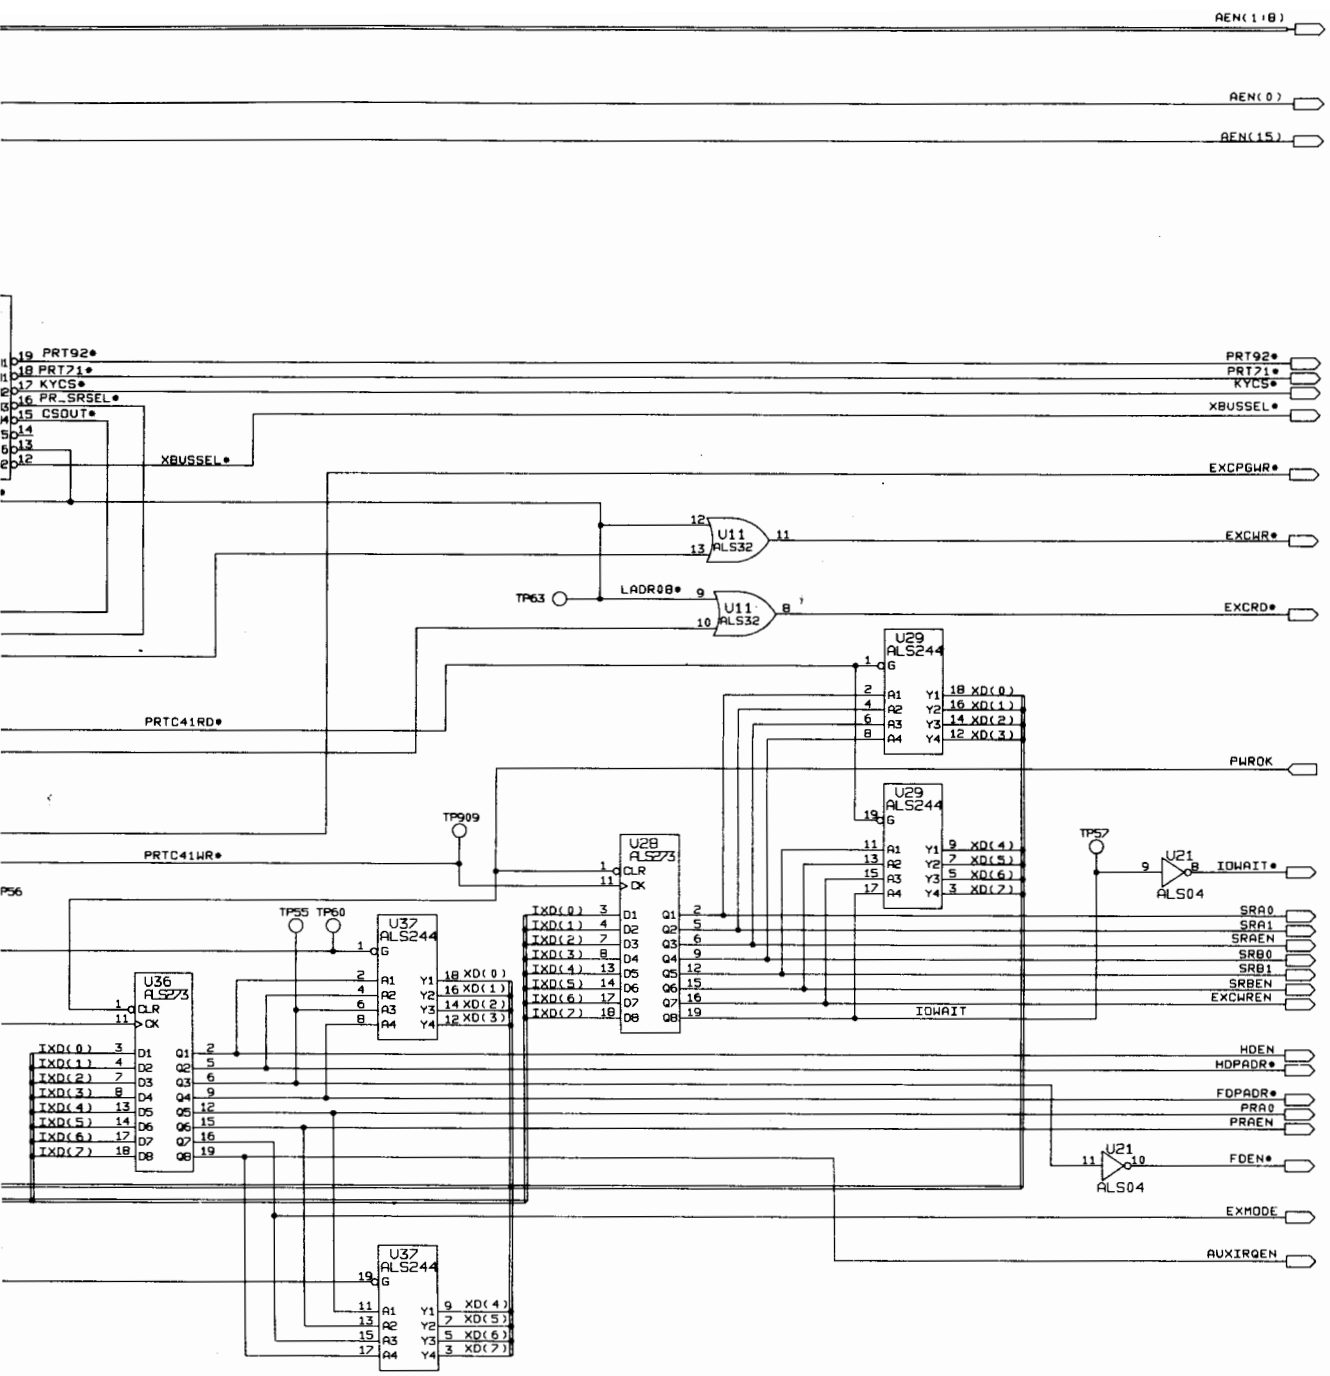 AEN(1:8)
AEN(0)
AEN(15)
19 PRT92* PRT92*
18 PRT71* PRT71*
17 KYCS* KYCS*
16 PR_SRSEL*
15 CSOUT* XBUSSEL*
14
13
12 XBUSSEL*
EXCPGWR*
12 U11 11 EXCWR*
13 ALS32
TP63 LADR08* 9 U11 8 EXCRD*
10 ALS32
U29
ALS244
1 G
2 A1 Y1 18 XD(0)
4 A2 Y2 16 XD(1)
6 A3 Y3 14 XD(2)
8 A4 Y4 12 XD(3)
PRTC41RD*
PWROK
U29
ALS244
19 G
TP909 TP57
U28
ALS273
11 A1 Y1 9 XD(4)
13 A2 Y2 7 XD(5)
15 A3 Y3 5 XD(6)
17 A4 Y4 3 XD(7)
PRTC41WR*
1 CLR
11 CK
9 U21 8 IOWAIT*
ALS04
P56
IXD(0) 3 D1 Q1 2 SRA0
IXD(1) 4 D2 Q2 5 SRA1
IXD(2) 7 D3 Q3 6 SRAEN
IXD(3) 8 D4 Q4 9 SRB0
IXD(4) 13 D5 Q5 12 SRB1
IXD(5) 14 D6 Q6 15 SRBEN
IXD(6) 17 D7 Q7 16 EXCWREN
IXD(7) 18 D8 Q8 19 IOWAIT
TP55 TP60
U37
ALS244
1 G
2 A1 Y1 18 XD(0)
4 A2 Y2 16 XD(1)
6 A3 Y3 14 XD(2)
8 A4 Y4 12 XD(3)
U36
ALS273
1 CLR
11 CK
IXD(0) 3 D1 Q1 2 HDEN
IXD(1) 4 D2 Q2 5 HDPADR*
IXD(2) 7 D3 Q3 6
IXD(3) 8 D4 Q4 9 FDPADR*
IXD(4) 13 D5 Q5 12 PRA0
IXD(5) 14 D6 Q6 15 PRAEN
IXD(6) 17 D7 Q7 16
IXD(7) 18 D8 Q8 19
11 U21 10 FDEN*
ALS04
EXMODE
AUXIRQEN
U37
ALS244
19 G
11 A1 Y1 9 XD(4)
13 A2 Y2 7 XD(5)
15 A3 Y3 5 XD(6)
17 A4 Y4 3 XD(7)